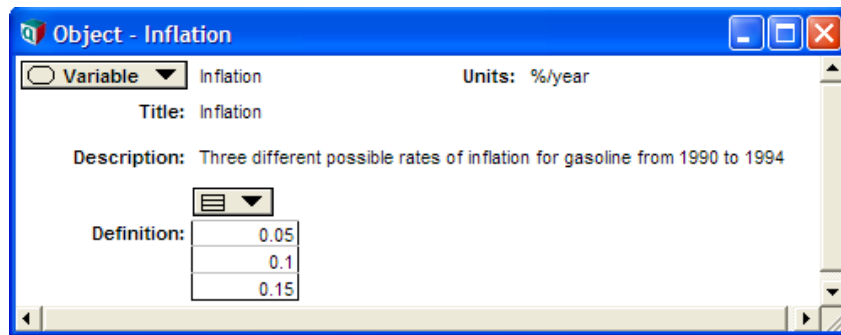 Object - Inflation
Variable Inflation Units: %/year
Title: Inflation
Description: Three different possible rates of inflation for gasoline from 1990 to 1994
Definition: 0.05
0.1
0.15